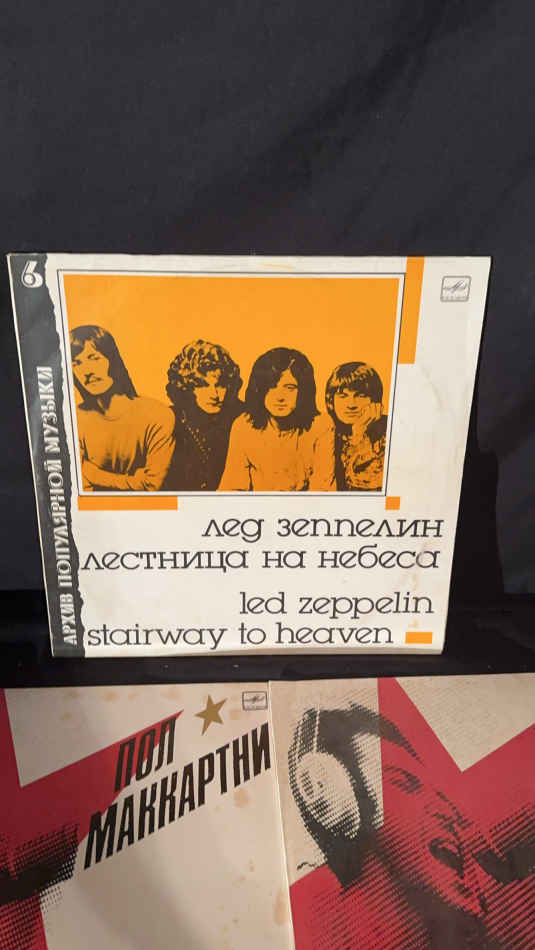 6
АРХИВ ПОПУЛЯРНОЙ МУЗЫКИ
лед зеппелин
лестница на небеса
led zeppelin
stairway to heaven
ПОЛ
МАККАРТНИ